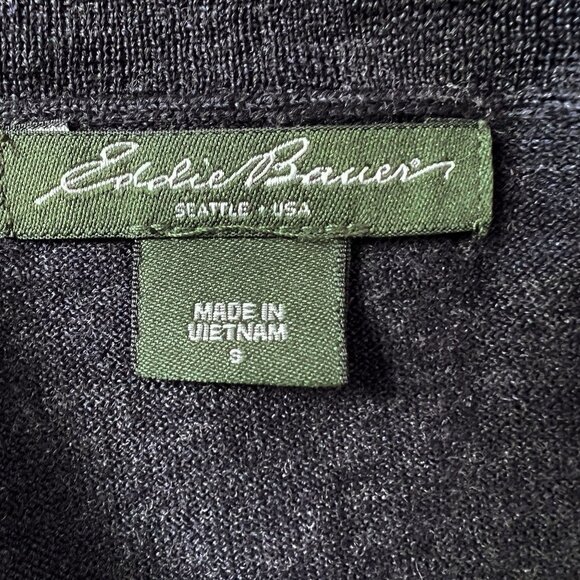 Eddie Bauer®
SEATTLE • USA
MADE IN
VIETNAM
S